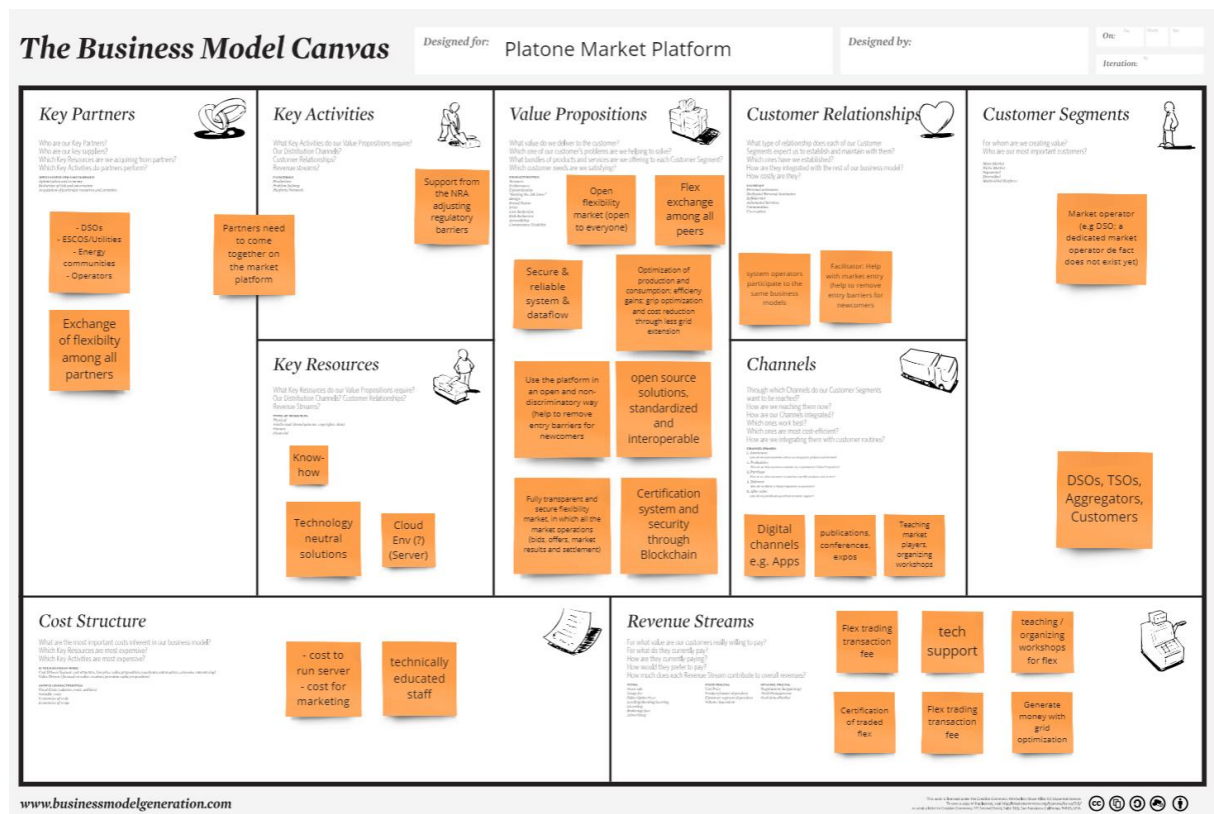 The Business Model Canvas
Designed for:
Platone Market Platform
Designed by:
On:
Iteration:
Key Partners
Who are our Key Partners?
Who are our key suppliers?
Which Key Resources are we acquiring from partners?
Which Key Activities do partners perform?
- DSOs
- ESCOS/Utilities
- Energy
communities
- Operators
Exchange
of flexibilty
among all
partners
Partners need
to come
together on
the market
platform
Key Activities
What Key Activities do our Value Propositions require?
Our Distribution Channels?
Customer Relationships?
Revenue streams?
Support from
the NRA
adjusting
regulatory
barriers
Key Resources
What Key Resources do our Value Propositions require?
Our Distribution Channels? Customer Relationships?
Revenue Streams?
Know-
how
Technology
neutral
solutions
Cloud
Env (?)
(Server)
Value Propositions
What value do we deliver to the customer?
Which one of our customer's problems are we helping to solve?
What bundles of products and services are we offering to each Customer Segment?
Which customer needs are we satisfying?
Open
flexibility
market (open
to everyone)
Flex
exchange
among all
peers
Secure &
reliable
system &
dataflow
Optimization of
production and
consumption: efficieny
gains: grip optimization
and cost reduction
through less grid
extension
Use the platform in
an open and non-
discriminatory way
(help to remove
entry barriers for
newcomers
open source
solutions,
standardized
and
interoperable
Fully transparent and
secure flexibility
market, in which all the
market operations
(bids, offers, market
results and settlement)
Certification
system and
security
through
Blockchain
Customer Relationships
What type of relationship does each of our Customer
Segments expect us to establish and maintain with them?
Which ones have we established?
How are they integrated with the rest of our business model?
How costly are they?
system operators
participate to the
same business
models
Facilitator: Help
with market entry
(help to remove
entry barriers for
newcomers
Channels
Through which Channels do our Customer Segments
want to be reached?
How are we reaching them now?
How are our Channels integrated?
Which ones work best?
Which ones are most cost-efficient?
How are we integrating them with customer routines?
Digital
channels
e.g. Apps
publications,
conferences,
expos
Teaching
market
players,
organizing
workshops
Customer Segments
For whom are we creating value?
Who are our most important customers?
Market operator
(e.g DSO; a
dedicated market
operator de fact
does not exist yet)
DSOs, TSOs,
Aggregators,
Customers
Cost Structure
What are the most important costs inherent in our business model?
Which Key Resources are most expensive?
Which Key Activities are most expensive?
- cost to
run server
- cost for
marketing
technically
educated
staff
Revenue Streams
For what value are our customers really willing to pay?
For what do they currently pay?
How are they currently paying?
How would they prefer to pay?
How much does each Revenue Stream contribute to overall revenues?
Flex trading
transaction
fee
tech
support
teaching /
organizing
workshops
for flex
Certification
of traded
flex
Flex trading
transaction
fee
Generate
money with
grid
optimization
www.businessmodelgeneration.com